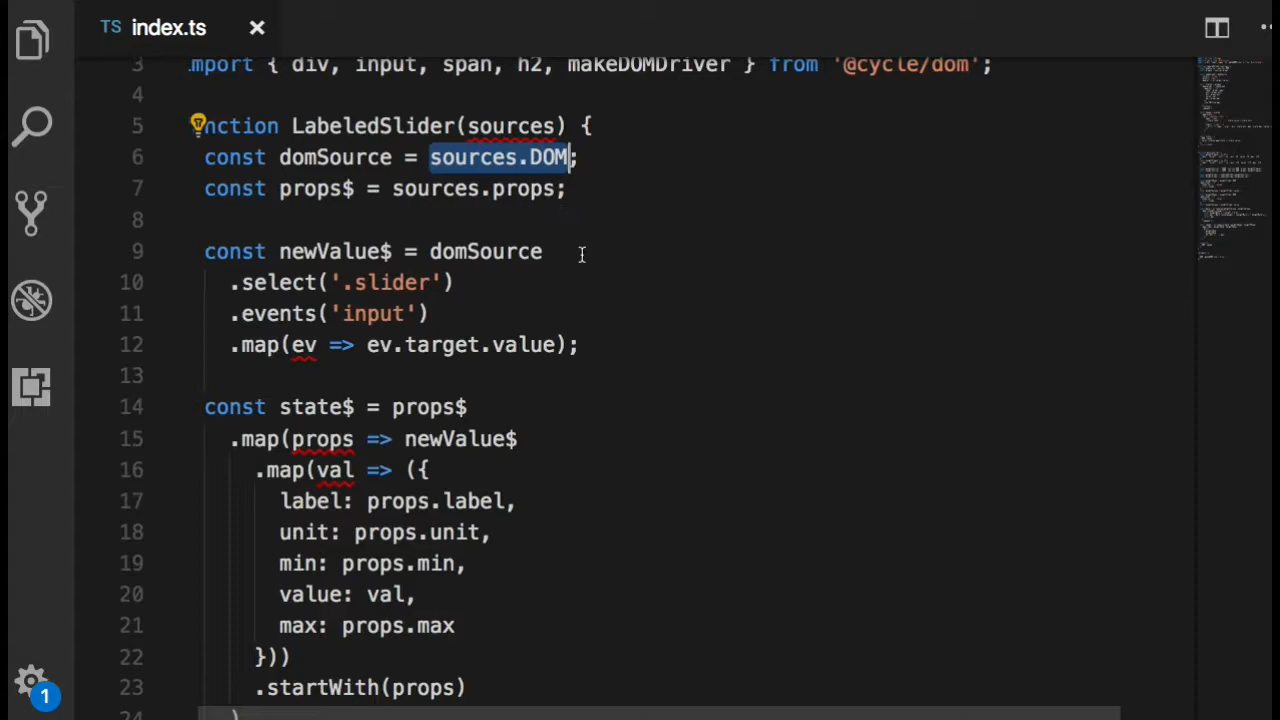 TS index.ts ×
3 mport { div, input, span, h2, makeDOMDriver } from '@cycle/dom';
4
5 nction LabeledSlider(sources) {
6 const domSource = sources.DOM;
7 const props$ = sources.props;
8
9 const newValue$ = domSource
10 .select('.slider')
11 .events('input')
12 .map(ev => ev.target.value);
13
14 const state$ = props$
15 .map(props => newValue$
16 .map(val => ({
17 label: props.label,
18 unit: props.unit,
19 min: props.min,
20 value: val,
21 max: props.max
22 }))
23 .startWith(props)
24 )
1